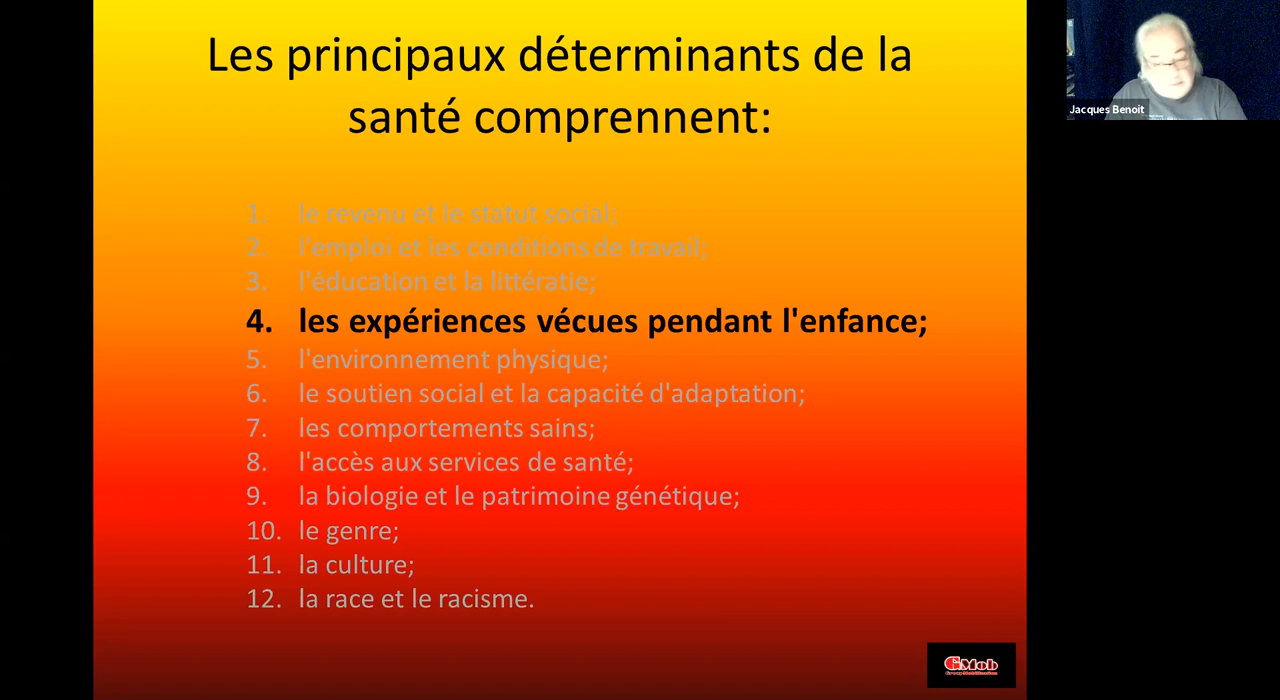 Les principaux déterminants de la
santé comprennent:
1. le revenu et le statut social;
2. l'emploi et les conditions de travail;
3. l'éducation et la littératie;
4. les expériences vécues pendant l'enfance;
5. l'environnement physique;
6. le soutien social et la capacité d'adaptation;
7. les comportements sains;
8. l'accès aux services de santé;
9. la biologie et le patrimoine génétique;
10. le genre;
11. la culture;
12. la race et le racisme.
Jacques Benoit
GMob